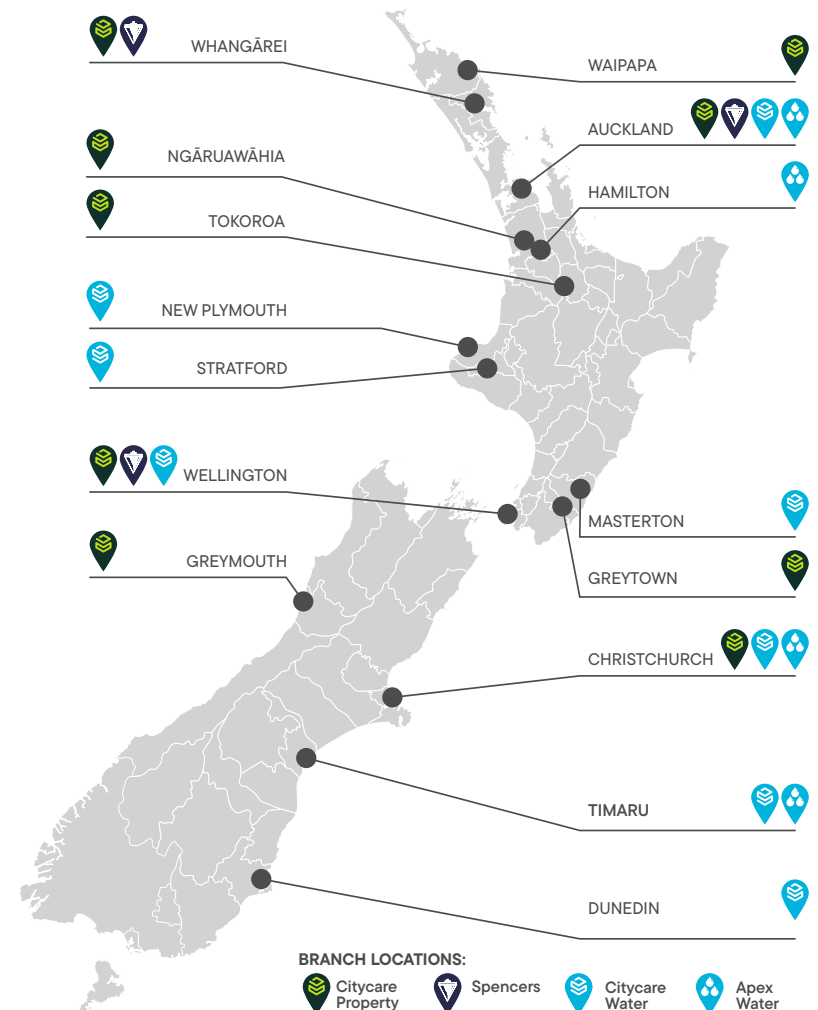 WHANGĀREI
WAIPAPA
AUCKLAND
NGĀRUAWĀHIA
HAMILTON
TOKOROA
NEW PLYMOUTH
STRATFORD
WELLINGTON
MASTERTON
GREYMOUTH
GREYTOWN
CHRISTCHURCH
TIMARU
DUNEDIN
BRANCH LOCATIONS:
Citycare
Property
Spencers
Citycare
Water
Apex
Water